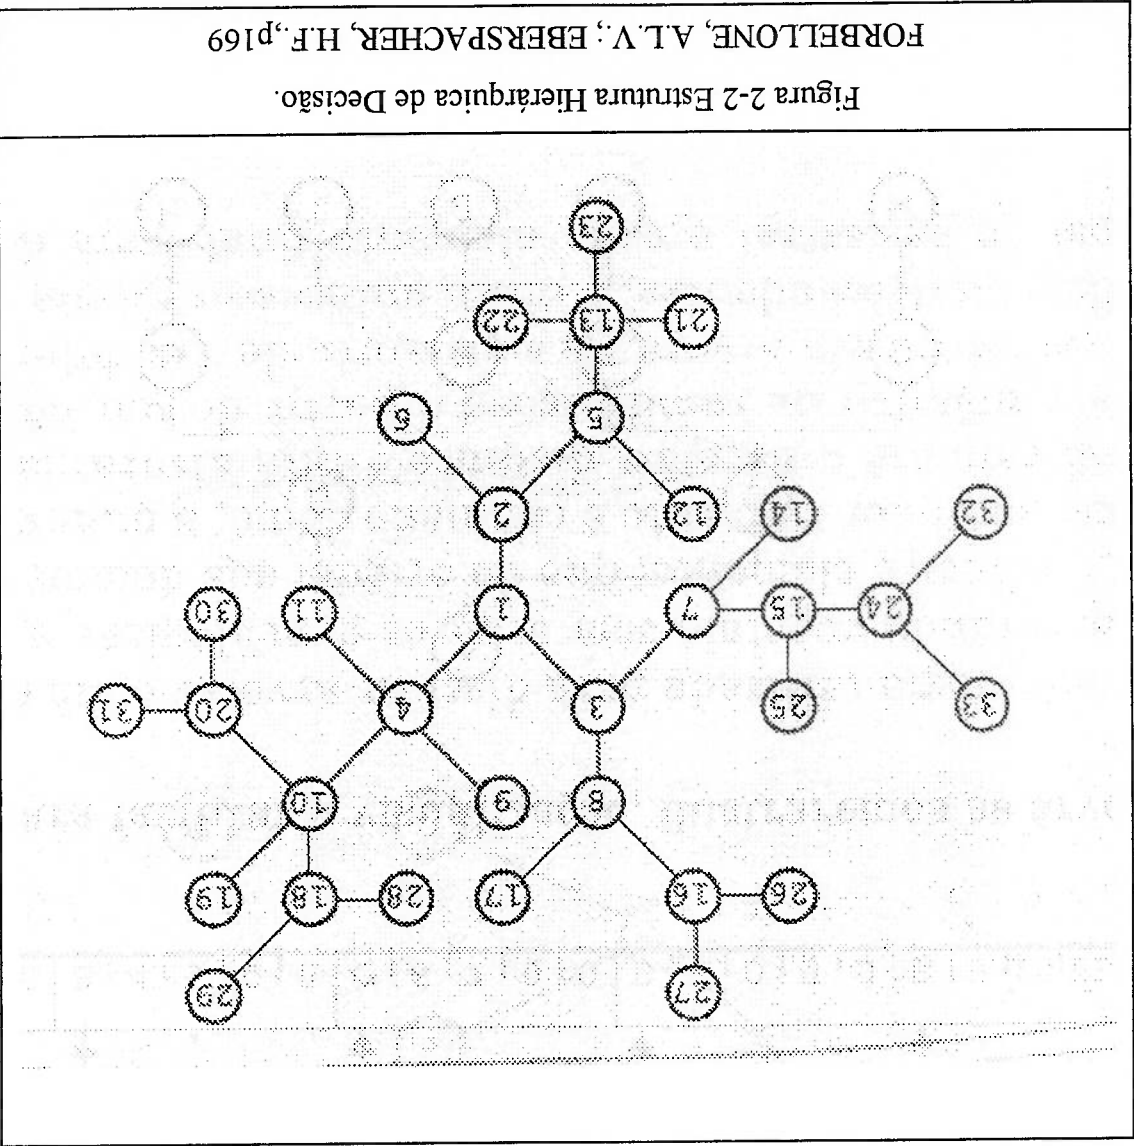 27 29
26 16 17 28 18 19
8 9 10
33 25 3 4 20 31
24 15 7 1 11 30
32 14 12 2
5 6
21 13 22
23
Figura 2-2 Estrutura Hierárquica de Decisão.
FORBELLONE, A.L.V.; EBERSPACHER, H.F.,p169